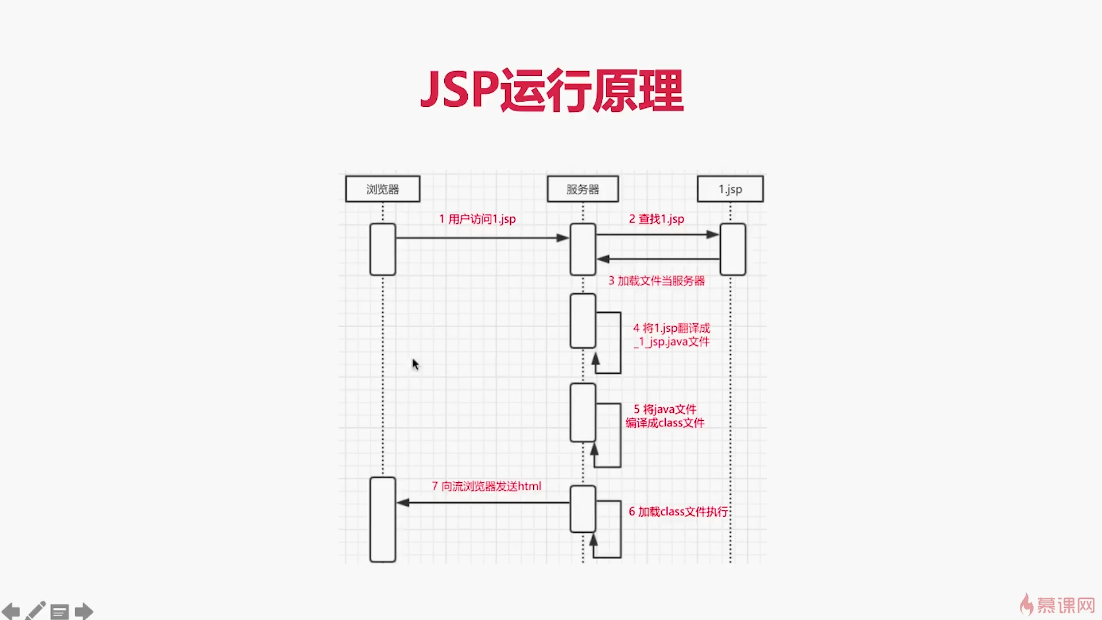 JSP运行原理
浏览器
服务器
1.jsp
1 用户访问1.jsp
2 查找1.jsp
3 加载文件当服务器
4 将1.jsp翻译成
_1_jsp.java文件
5 将java文件
编译成class文件
7 向流浏览器发送html
6 加载class文件执行
慕课网